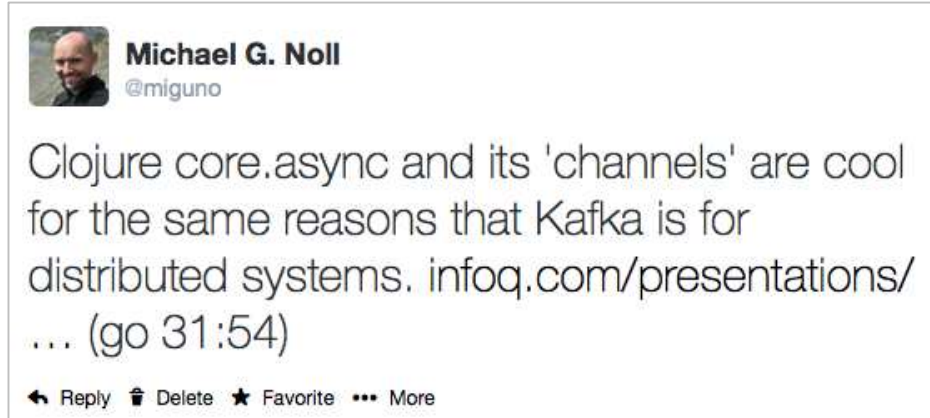 Michael G. Noll
@miguno
Clojure core.async and its 'channels' are cool
for the same reasons that Kafka is for
distributed systems. infoq.com/presentations/
... (go 31:54)
Reply Delete Favorite More